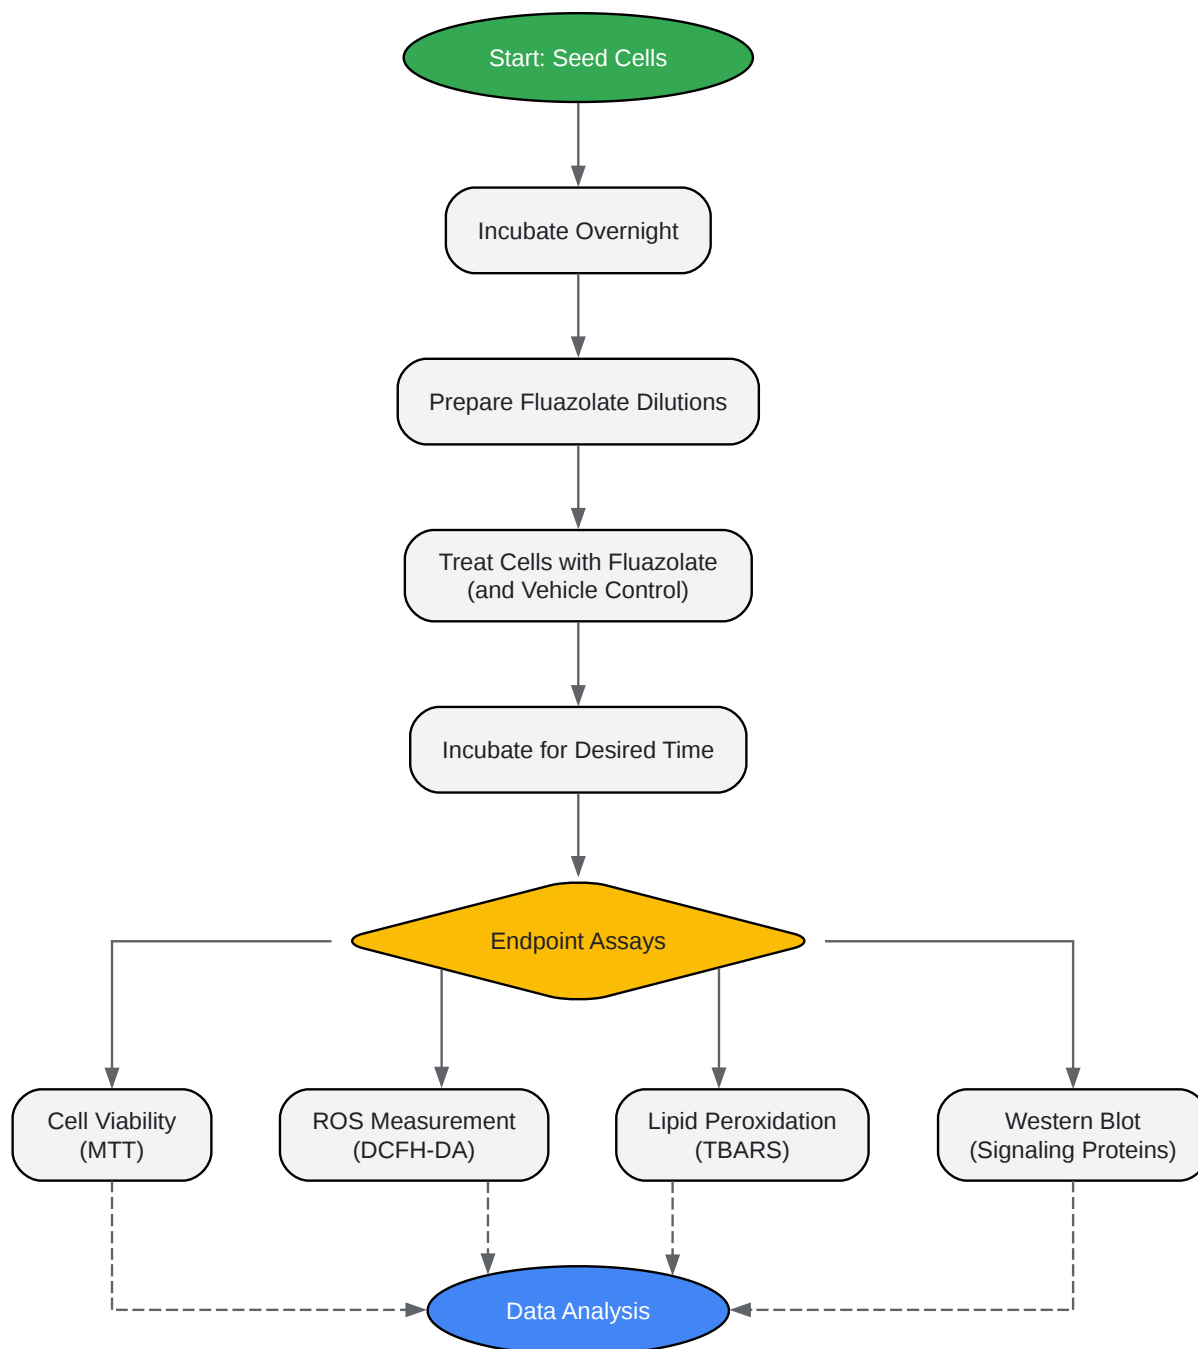 Start: Seed Cells
Incubate Overnight
Prepare Fluazolate Dilutions
Treat Cells with Fluazolate
(and Vehicle Control)
Incubate for Desired Time
Endpoint Assays
Cell Viability
(MTT)
ROS Measurement
(DCFH-DA)
Lipid Peroxidation
(TBARS)
Western Blot
(Signaling Proteins)
Data Analysis